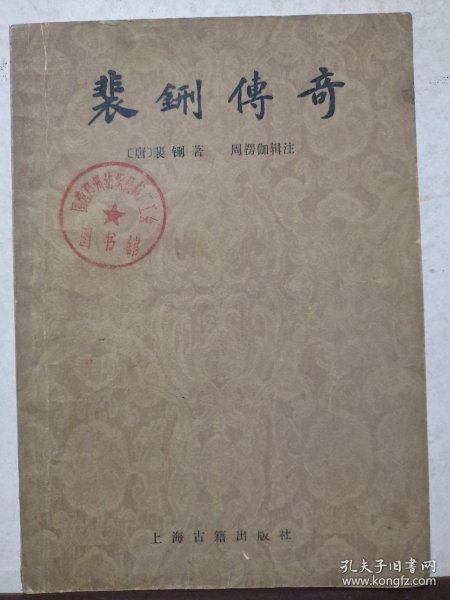 裴鉶傳奇
〔唐〕裴铏著 周楞伽辑注
图书馆
上海古籍出版社
孔夫子旧书网
www.kongfz.com